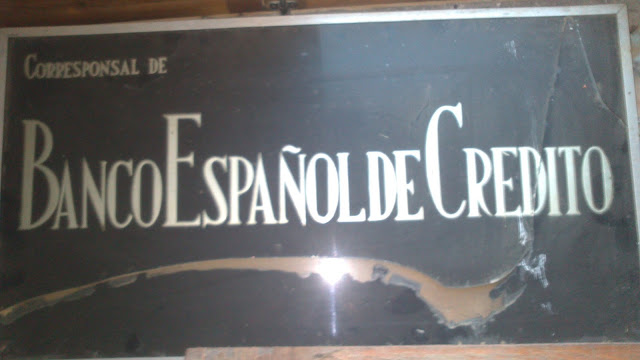 CORRESPONSAL DE
BANCO ESPAÑOL DE CREDITO